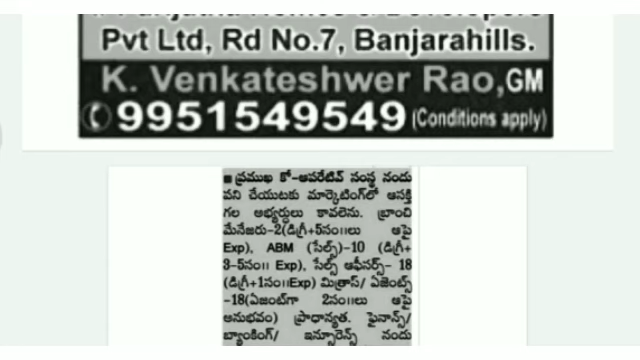 Pvt Ltd, Rd No.7, Banjarahills.
K. Venkateshwer Rao,GM
9951549549 (Conditions apply)
■ ప్రముఖ కో-ఆపరేటివ్ సంస్థ నందు
పని చేయుటకు మార్కెటింగ్‌లో ఆసక్తి
గల అభ్యర్థులు కావలెను. బ్రాంచి
మేనేజరు-2(డిగ్రీ+5సం॥లు ఆపై
Exp), ABM (సేల్స్)-10 (డిగ్రీ+
3-5సం॥ Exp), సేల్స్ ఆఫీసర్స్- 18
(డిగ్రీ+1సం॥Exp) మిత్రాస్/ ఏజెంట్స్
-18(ఏజంట్‌గా 2సం॥లు ఆపై
అనుభవం) ప్రాధాన్యత. ఫైనాన్స్/
బ్యాంకింగ్/ ఇన్సూరెన్స్ నందు